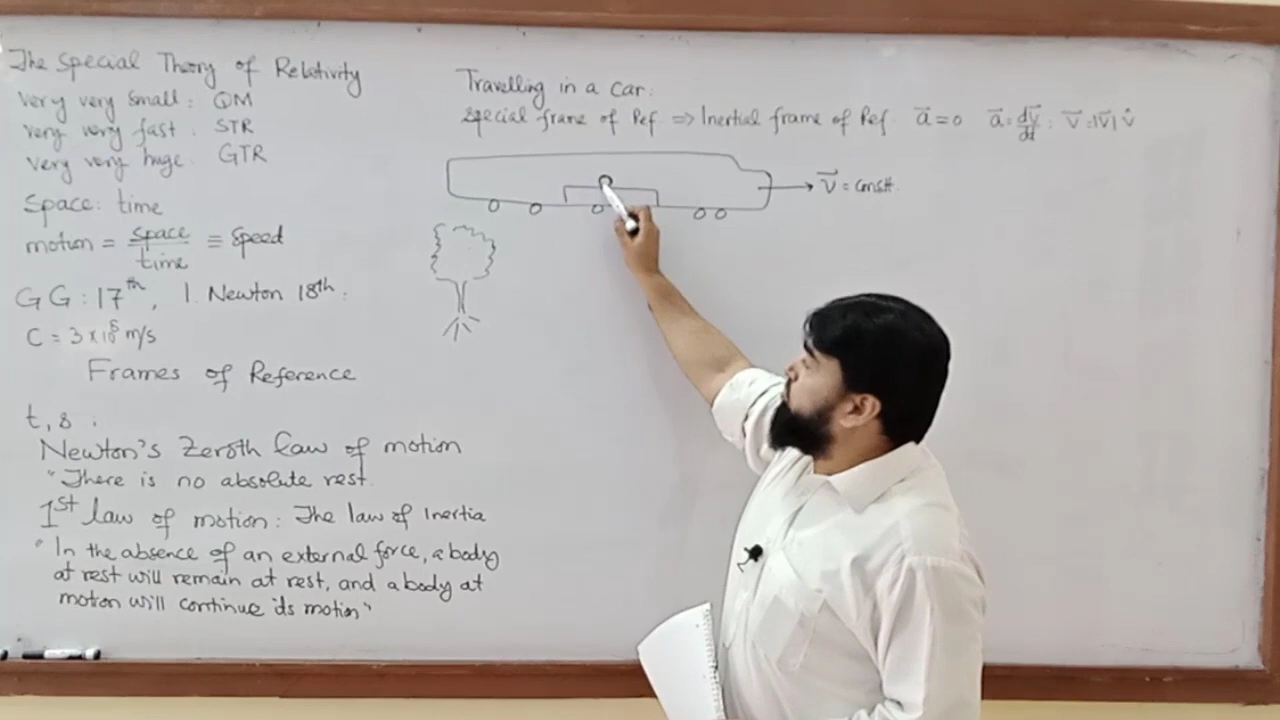 The Special Theory of Relativity
very very small: QM
very very fast: STR
very very huge: GTR
Space: time
motion = space/time ≡ speed
GG: 17th, I. Newton 18th.
C = 3 x 10^8 m/s
Frames of Reference
t, s.
Newton's Zeroth law of motion
"There is no absolute rest.
1st law of motion: The law of Inertia
"In the absence of an external force, a body
at rest will remain at rest, and a body at
motion will continue its motion"
Travelling in a car:
special frame of Ref => Inertial frame of Ref. a⃗=0 a⃗=dv⃗/dt: v⃗=|v⃗| v̂
v⃗ = const.